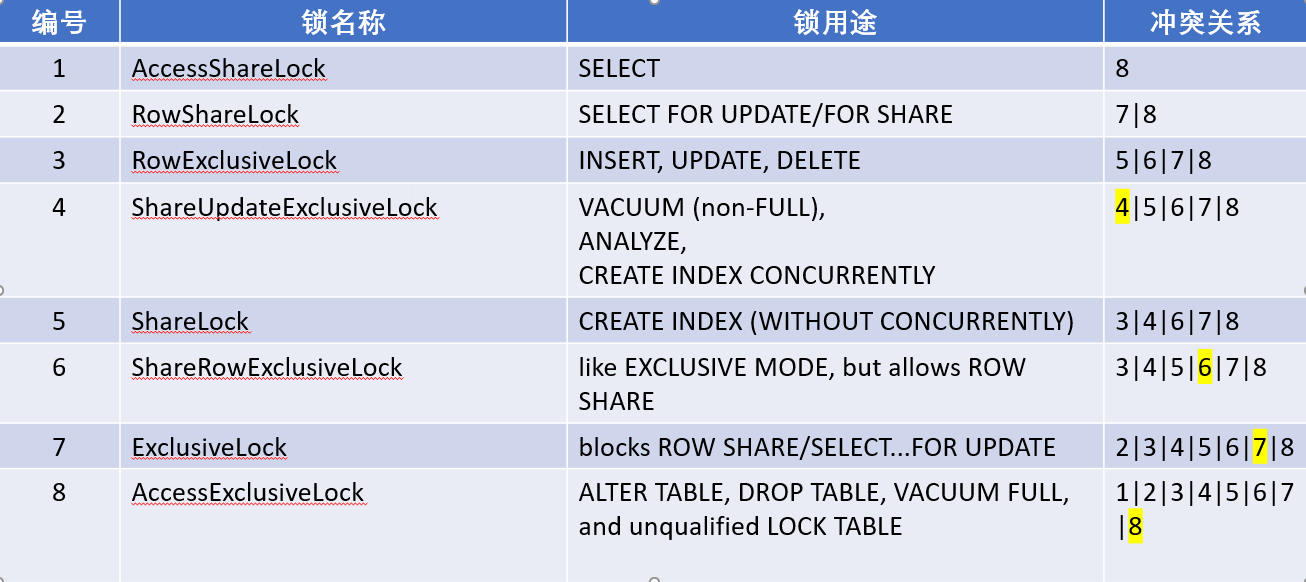 编号 锁名称 锁用途 冲突关系
1 AccessShareLock SELECT 8
2 RowShareLock SELECT FOR UPDATE/FOR SHARE 7|8
3 RowExclusiveLock INSERT, UPDATE, DELETE 5|6|7|8
4 ShareUpdateExclusiveLock VACUUM (non-FULL), 4|5|6|7|8
ANALYZE,
CREATE INDEX CONCURRENTLY
5 ShareLock CREATE INDEX (WITHOUT CONCURRENTLY) 3|4|6|7|8
6 ShareRowExclusiveLock like EXCLUSIVE MODE, but allows ROW 3|4|5|6|7|8
SHARE
7 ExclusiveLock blocks ROW SHARE/SELECT...FOR UPDATE 2|3|4|5|6|7|8
8 AccessExclusiveLock ALTER TABLE, DROP TABLE, VACUUM FULL, 1|2|3|4|5|6|7
and unqualified LOCK TABLE |8